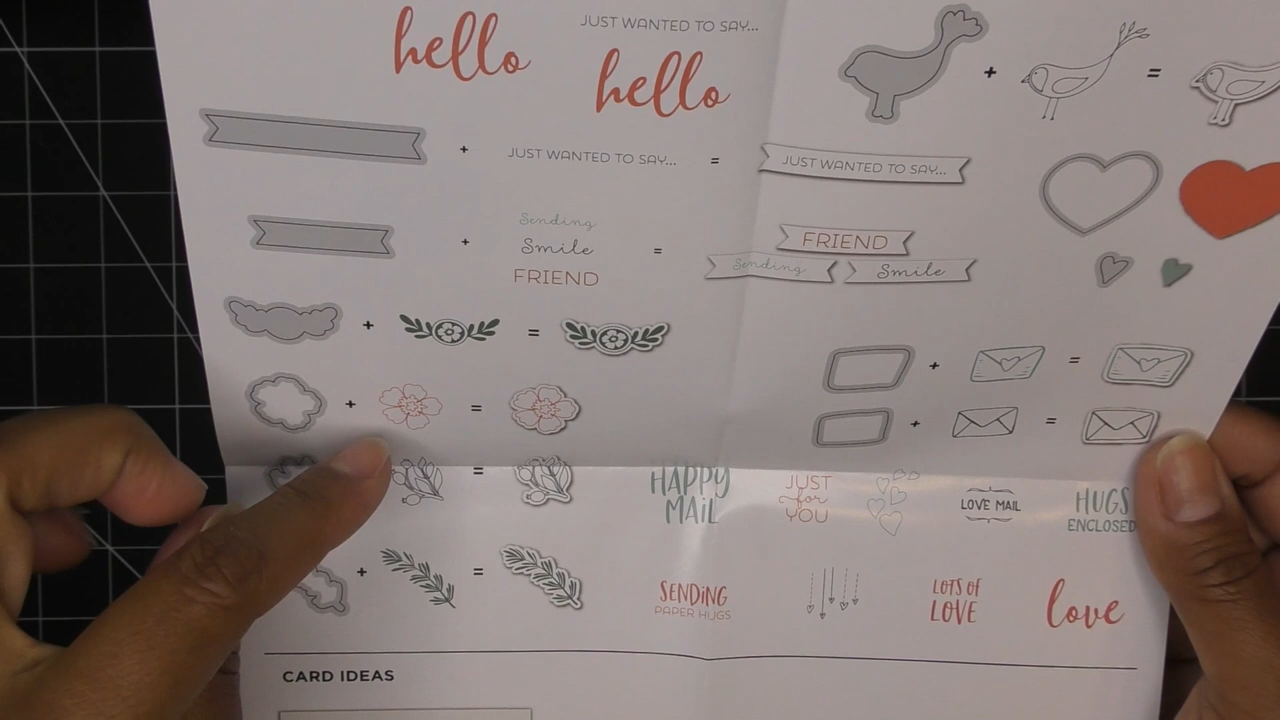 hello
JUST WANTED TO SAY...
hello
+
=
+
JUST WANTED TO SAY...
=
JUST WANTED TO SAY...
+
Sending
Smile
FRIEND
=
FRIEND
Sending
Smile
+
=
+
=
+
=
+
=
=
+
=
HAPPY
MAIL
JUST
for
YOU
LOVE MAIL
HUGS
ENCLOSED
SENDING
PAPER HUGS
LOTS OF
LOVE
love
CARD IDEAS